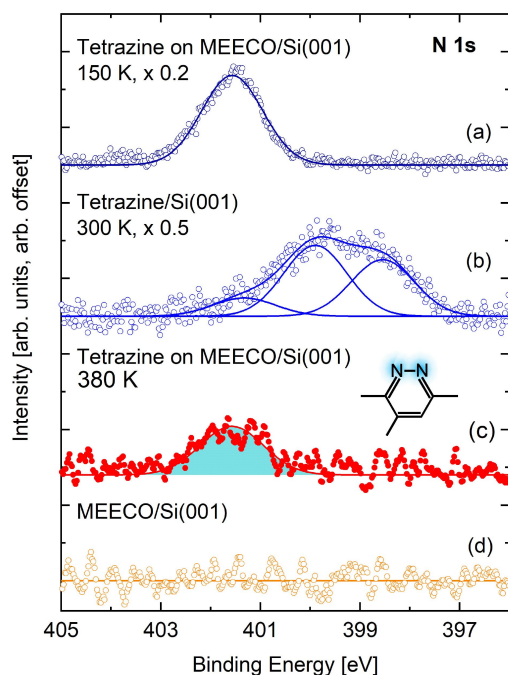 N 1s
Tetrazine on MEECO/Si(001)
150 K, x 0.2
(a)
Tetrazine/Si(001)
300 K, x 0.5
(b)
Tetrazine on MEECO/Si(001)
380 K
N–N
(c)
MEECO/Si(001)
(d)
Intensity [arb. units, arb. offset]
405 403 401 399 397
Binding Energy [eV]